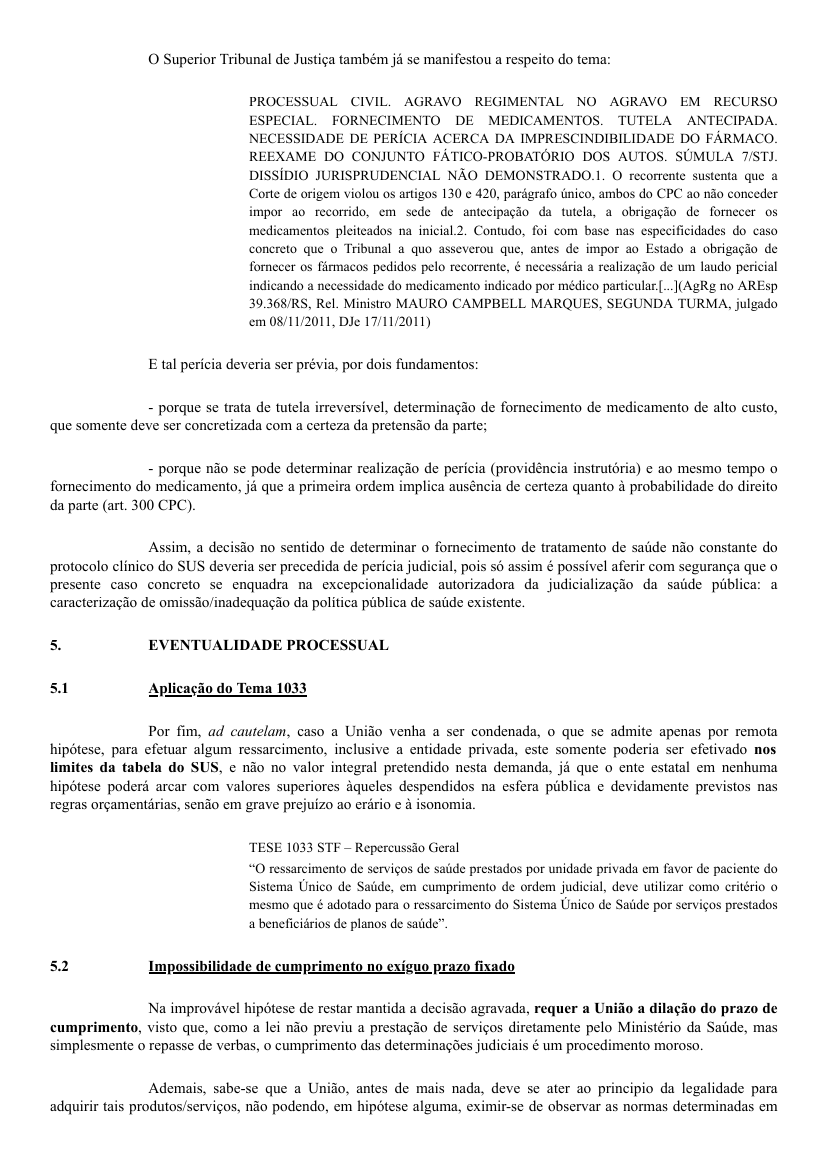 O Superior Tribunal de Justiça também já se manifestou a respeito do tema:
PROCESSUAL CIVIL. AGRAVO REGIMENTAL NO AGRAVO EM RECURSO
ESPECIAL. FORNECIMENTO DE MEDICAMENTOS. TUTELA ANTECIPADA.
NECESSIDADE DE PERÍCIA ACERCA DA IMPRESCINDIBILIDADE DO FÁRMACO.
REEXAME DO CONJUNTO FÁTICO-PROBATÓRIO DOS AUTOS. SÚMULA 7/STJ.
DISSÍDIO JURISPRUDENCIAL NÃO DEMONSTRADO.1. O recorrente sustenta que a
Corte de origem violou os artigos 130 e 420, parágrafo único, ambos do CPC ao não conceder
impor ao recorrido, em sede de antecipação da tutela, a obrigação de fornecer os
medicamentos pleiteados na inicial.2. Contudo, foi com base nas especificidades do caso
concreto que o Tribunal a quo asseverou que, antes de impor ao Estado a obrigação de
fornecer os fármacos pedidos pelo recorrente, é necessária a realização de um laudo pericial
indicando a necessidade do medicamento indicado por médico particular.[...](AgRg no AREsp
39.368/RS, Rel. Ministro MAURO CAMPBELL MARQUES, SEGUNDA TURMA, julgado
em 08/11/2011, DJe 17/11/2011)
E tal perícia deveria ser prévia, por dois fundamentos:
- porque se trata de tutela irreversível, determinação de fornecimento de medicamento de alto custo,
que somente deve ser concretizada com a certeza da pretensão da parte;
- porque não se pode determinar realização de perícia (providência instrutória) e ao mesmo tempo o
fornecimento do medicamento, já que a primeira ordem implica ausência de certeza quanto à probabilidade do direito
da parte (art. 300 CPC).
Assim, a decisão no sentido de determinar o fornecimento de tratamento de saúde não constante do
protocolo clínico do SUS deveria ser precedida de perícia judicial, pois só assim é possível aferir com segurança que o
presente caso concreto se enquadra na excepcionalidade autorizadora da judicialização da saúde pública: a
caracterização de omissão/inadequação da política pública de saúde existente.
5. EVENTUALIDADE PROCESSUAL
5.1 Aplicação do Tema 1033
Por fim, ad cautelam, caso a União venha a ser condenada, o que se admite apenas por remota
hipótese, para efetuar algum ressarcimento, inclusive a entidade privada, este somente poderia ser efetivado nos
limites da tabela do SUS, e não no valor integral pretendido nesta demanda, já que o ente estatal em nenhuma
hipótese poderá arcar com valores superiores àqueles despendidos na esfera pública e devidamente previstos nas
regras orçamentárias, senão em grave prejuízo ao erário e à isonomia.
TESE 1033 STF – Repercussão Geral
“O ressarcimento de serviços de saúde prestados por unidade privada em favor de paciente do
Sistema Único de Saúde, em cumprimento de ordem judicial, deve utilizar como critério o
mesmo que é adotado para o ressarcimento do Sistema Único de Saúde por serviços prestados
a beneficiários de planos de saúde”.
5.2 Impossibilidade de cumprimento no exíguo prazo fixado
Na improvável hipótese de restar mantida a decisão agravada, requer a União a dilação do prazo de
cumprimento, visto que, como a lei não previu a prestação de serviços diretamente pelo Ministério da Saúde, mas
simplesmente o repasse de verbas, o cumprimento das determinações judiciais é um procedimento moroso.
Ademais, sabe-se que a União, antes de mais nada, deve se ater ao principio da legalidade para
adquirir tais produtos/serviços, não podendo, em hipótese alguma, eximir-se de observar as normas determinadas em